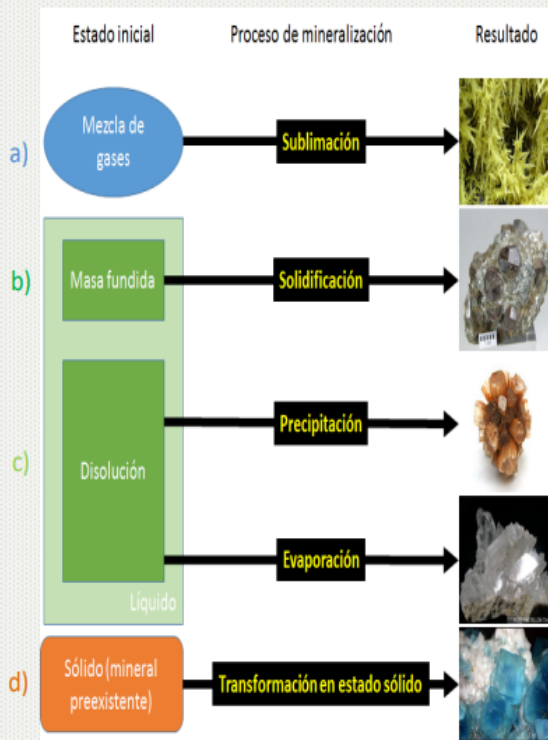 Estado inicial Proceso de mineralización Resultado
a) Mezcla de
gases
Sublimación
b) Masa fundida Solidificación
Precipitación
c) Disolución
Evaporación
Líquido
d) Sólido (mineral
preexistente)
Transformación en estado sólido